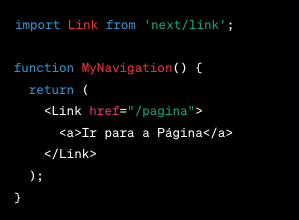 import Link from 'next/link';
function MyNavigation() {
return (
<Link href="/pagina">
<a>Ir para a Página</a>
</Link>
);
}